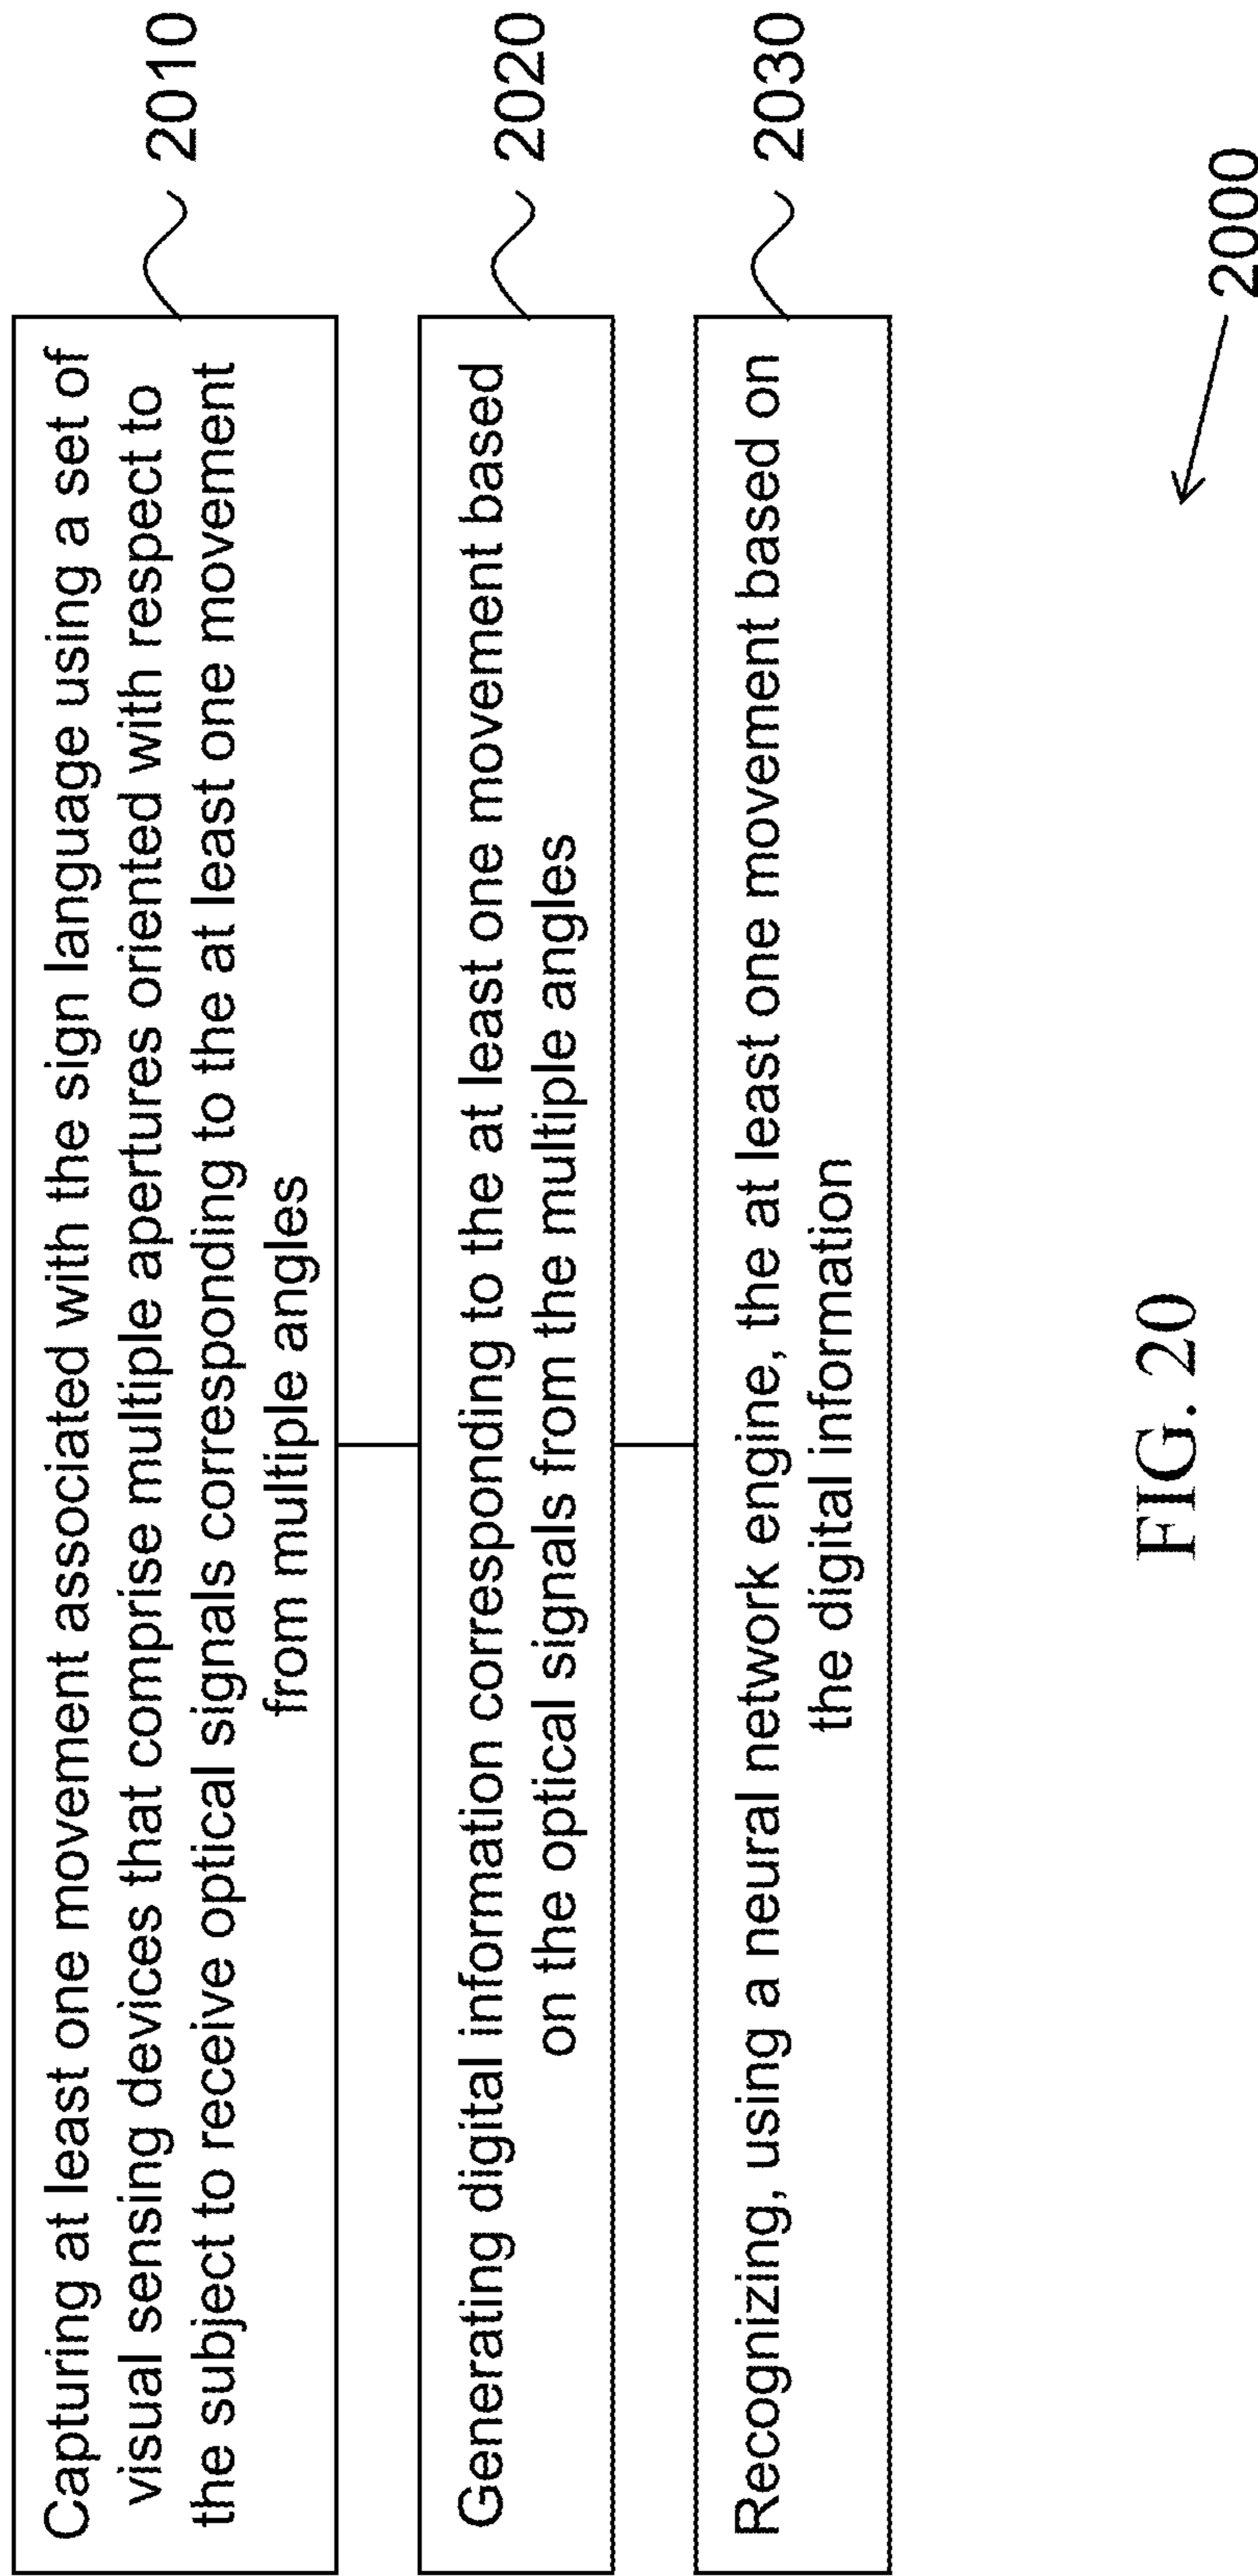 Capturing at least one movement associated with the sign language using a set of
visual sensing devices that comprise multiple apertures oriented with respect to
the subject to receive optical signals corresponding to the at least one movement
from multiple angles
2010
Generating digital information corresponding to the at least one movement based
on the optical signals from the multiple angles
2020
Recognizing, using a neural network engine, the at least one movement based on
the digital information
2030
2000
FIG. 20